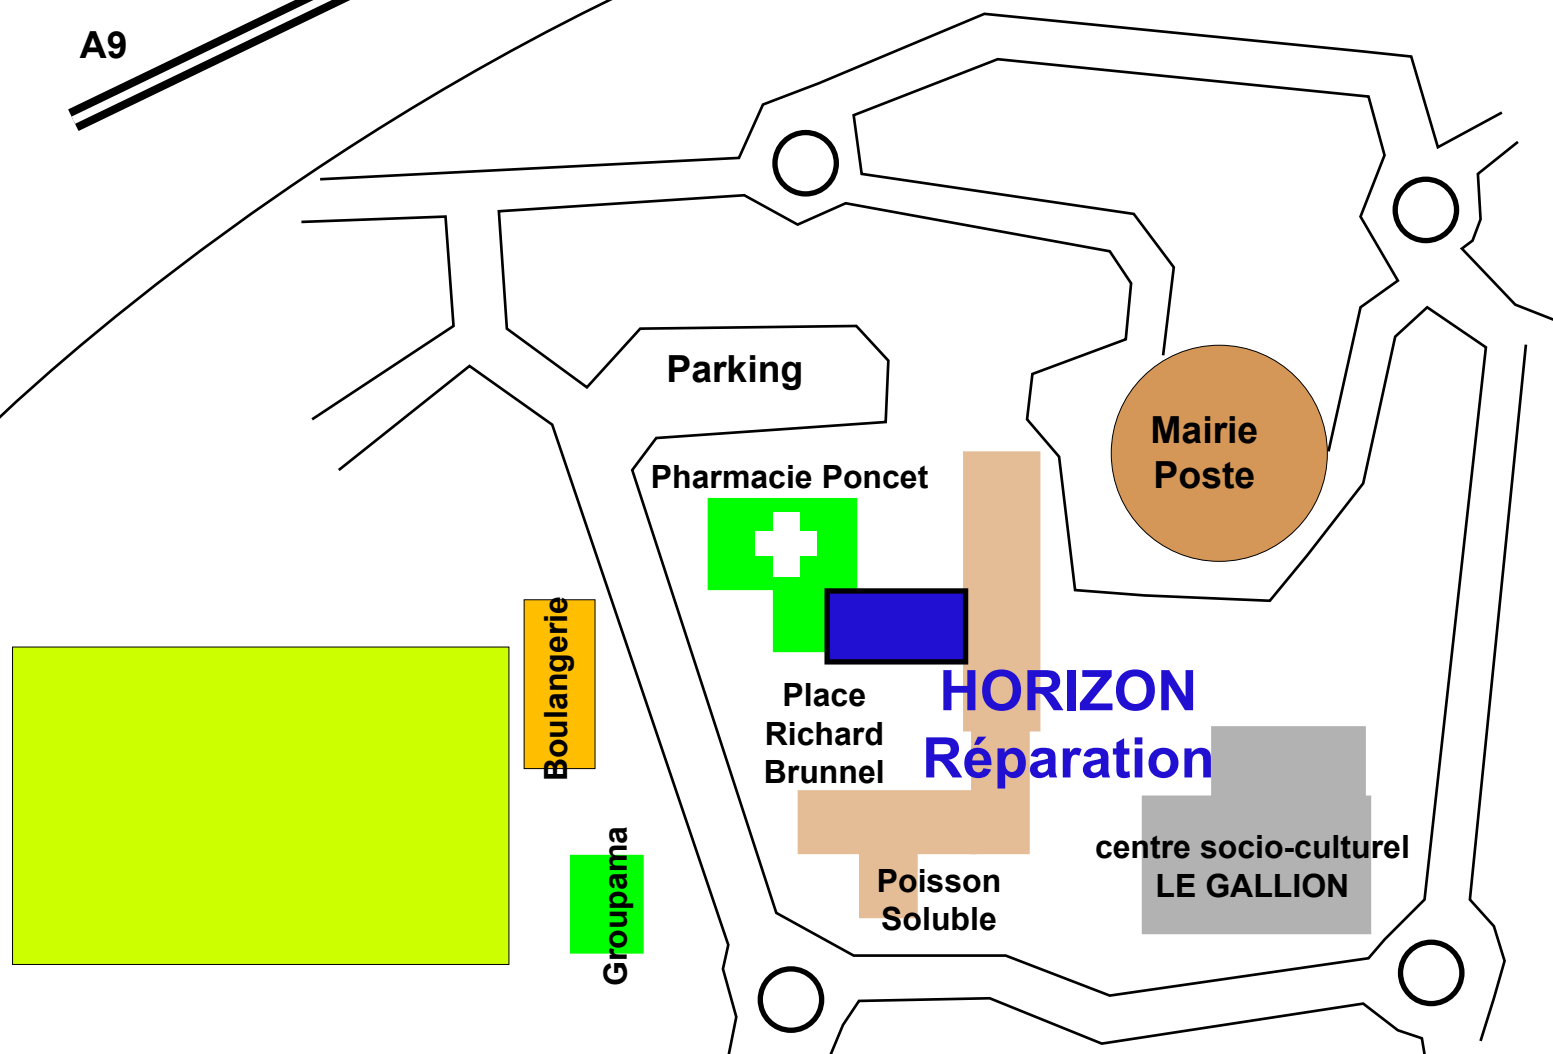 A9
Parking
Mairie
Poste
Pharmacie Poncet
Boulangerie
HORIZON
Réparation
Place
Richard
Brunnel
Groupama
centre socio-culturel
LE GALLION
Poisson
Soluble